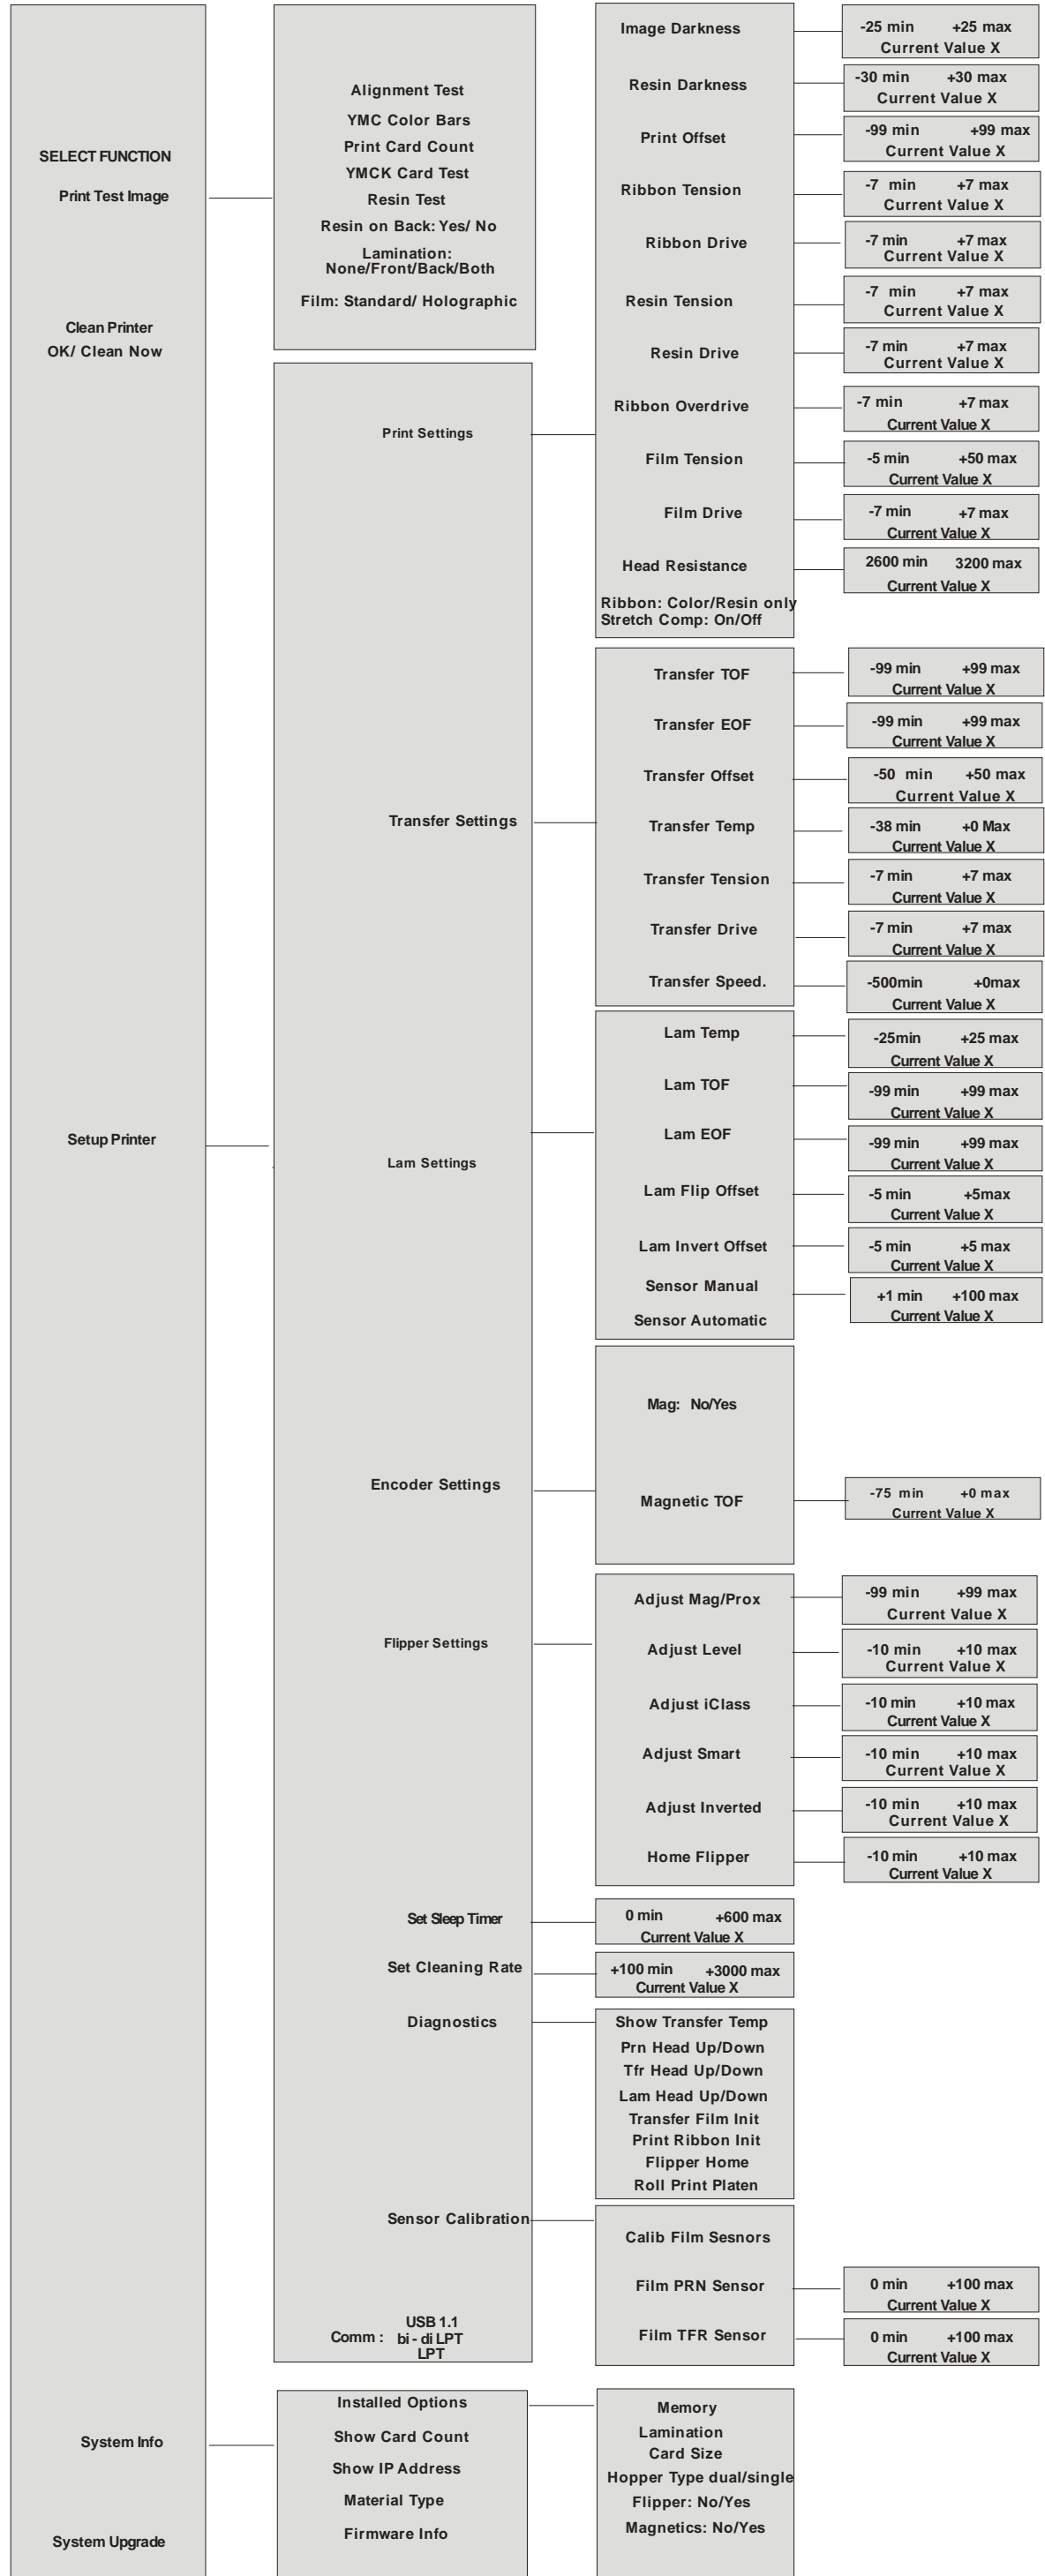 SELECT FUNCTION
Print Test Image
Clean Printer
OK/ Clean Now
Setup Printer
System Info
System Upgrade
Alignment Test
YMC Color Bars
Print Card Count
YMCK Card Test
Resin Test
Resin on Back: Yes/ No
Lamination:
None/Front/Back/Both
Film: Standard/ Holographic
Print Settings
Transfer Settings
Lam Settings
Encoder Settings
Flipper Settings
Set Sleep Timer
Set Cleaning Rate
Diagnostics
Sensor Calibration
USB 1.1
Comm : bi - di LPT
LPT
Installed Options
Show Card Count
Show IP Address
Material Type
Firmware Info
Image Darkness
-25 min +25 max
Current Value X
Resin Darkness
-30 min +30 max
Current Value X
Print Offset
-99 min +99 max
Current Value X
Ribbon Tension
-7 min +7 max
Current Value X
Ribbon Drive
-7 min +7 max
Current Value X
Resin Tension
-7 min +7 max
Current Value X
Resin Drive
-7 min +7 max
Current Value X
Ribbon Overdrive
-7 min +7 max
Current Value X
Film Tension
-5 min +50 max
Current Value X
Film Drive
-7 min +7 max
Current Value X
Head Resistance
2600 min 3200 max
Current Value X
Ribbon: Color/Resin only
Stretch Comp: On/Off
Transfer TOF
-99 min +99 max
Current Value X
Transfer EOF
-99 min +99 max
Current Value X
Transfer Offset
-50 min +50 max
Current Value X
Transfer Temp
-38 min +0 Max
Current Value X
Transfer Tension
-7 min +7 max
Current Value X
Transfer Drive
-7 min +7 max
Current Value X
Transfer Speed.
-500min +0max
Current Value X
Lam Temp
-25min +25 max
Current Value X
Lam TOF
-99 min +99 max
Current Value X
Lam EOF
-99 min +99 max
Current Value X
Lam Flip Offset
-5 min +5max
Current Value X
Lam Invert Offset
-5 min +5 max
Current Value X
Sensor Manual
+1 min +100 max
Current Value X
Sensor Automatic
Mag: No/Yes
Magnetic TOF
-75 min +0 max
Current Value X
Adjust Mag/Prox
-99 min +99 max
Current Value X
Adjust Level
-10 min +10 max
Current Value X
Adjust iClass
-10 min +10 max
Current Value X
Adjust Smart
-10 min +10 max
Current Value X
Adjust Inverted
-10 min +10 max
Current Value X
Home Flipper
-10 min +10 max
Current Value X
0 min +600 max
Current Value X
+100 min +3000 max
Current Value X
Show Transfer Temp
Prn Head Up/Down
Tfr Head Up/Down
Lam Head Up/Down
Transfer Film Init
Print Ribbon Init
Flipper Home
Roll Print Platen
Calib Film Sesnors
Film PRN Sensor
0 min +100 max
Current Value X
Film TFR Sensor
0 min +100 max
Current Value X
Memory
Lamination
Card Size
Hopper Type dual/single
Flipper: No/Yes
Magnetics: No/Yes